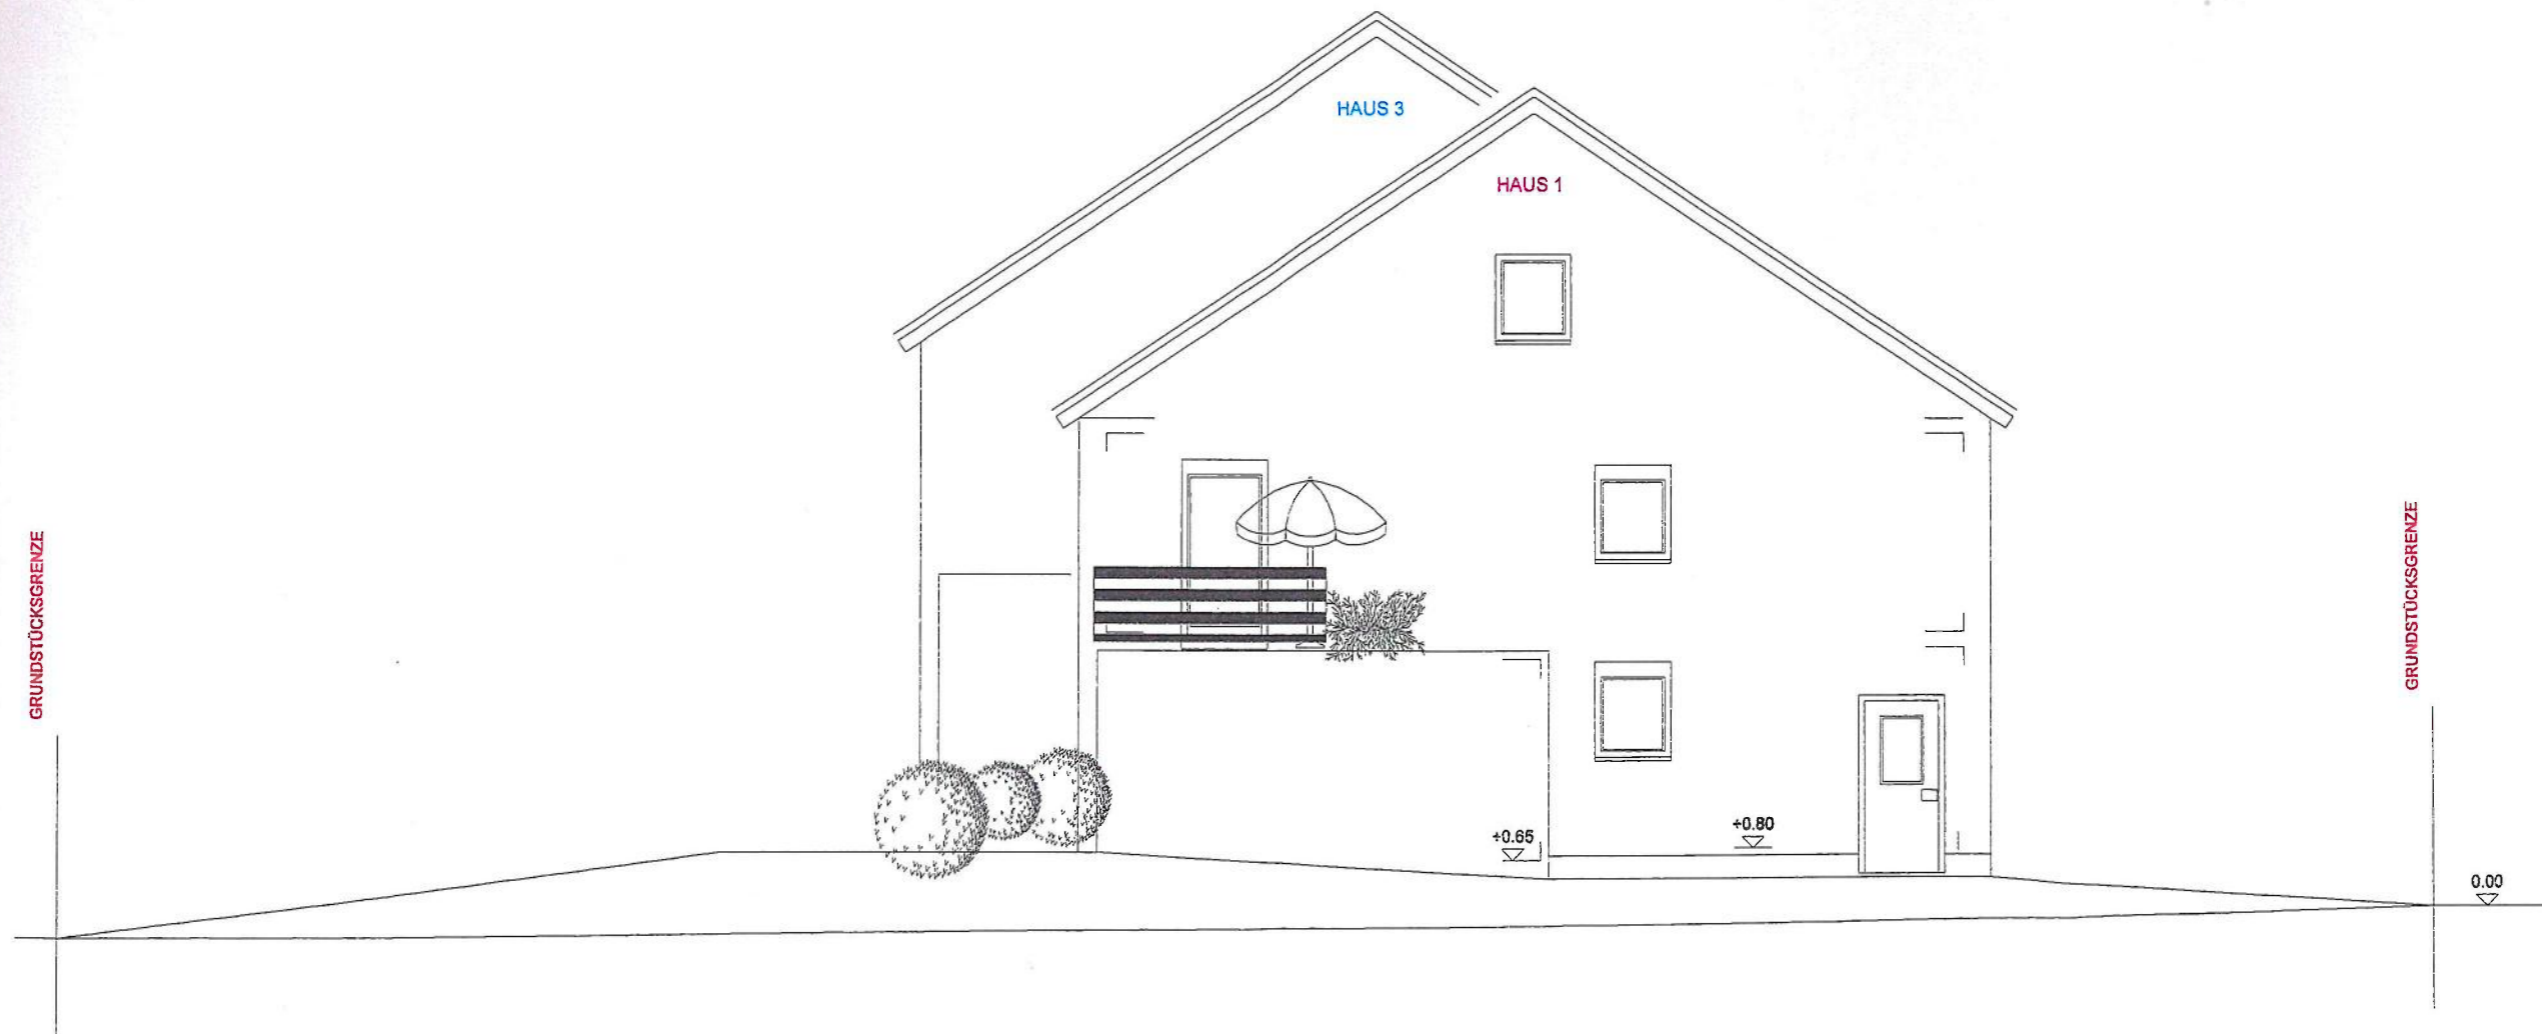 HAUS 3
HAUS 1
GRUNDSTÜCKSGRENZE
GRUNDSTÜCKSGRENZE
+0.65
+0.80
0.00